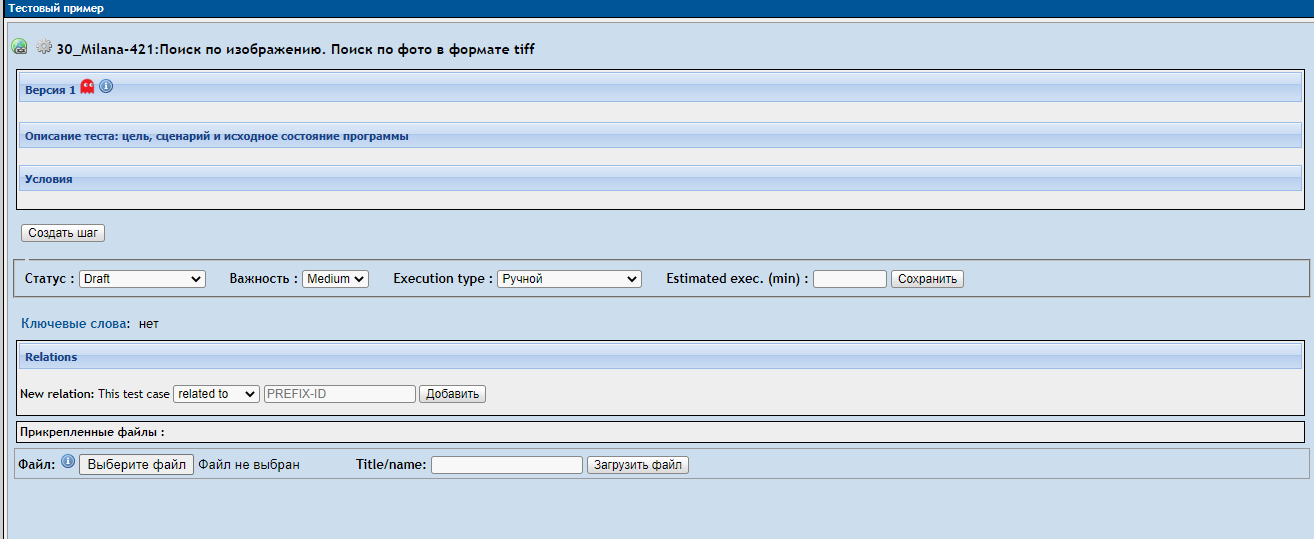 Тестовый пример
30_Milana-421:Поиск по изображению. Поиск по фото в формате tiff
Версия 1
Описание теста: цель, сценарий и исходное состояние программы
Условия
Создать шаг
Статус : Draft Важность : Medium Execution type : Ручной Estimated exec. (min) : Сохранить
Ключевые слова: нет
Relations
New relation: This test case related to PREFIX-ID Добавить
Прикрепленные файлы :
Файл: Выберите файл Файл не выбран Title/name: Загрузить файл